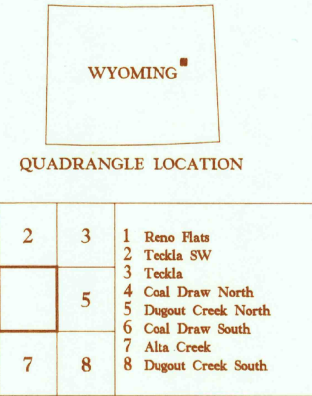 WYOMING
QUADRANGLE LOCATION
2 3
5
7 8
1 Reno Flats
2 Teckla SW
3 Teckla
4 Coal Draw North
5 Dugout Creek North
6 Coal Draw South
7 Alta Creek
8 Dugout Creek South